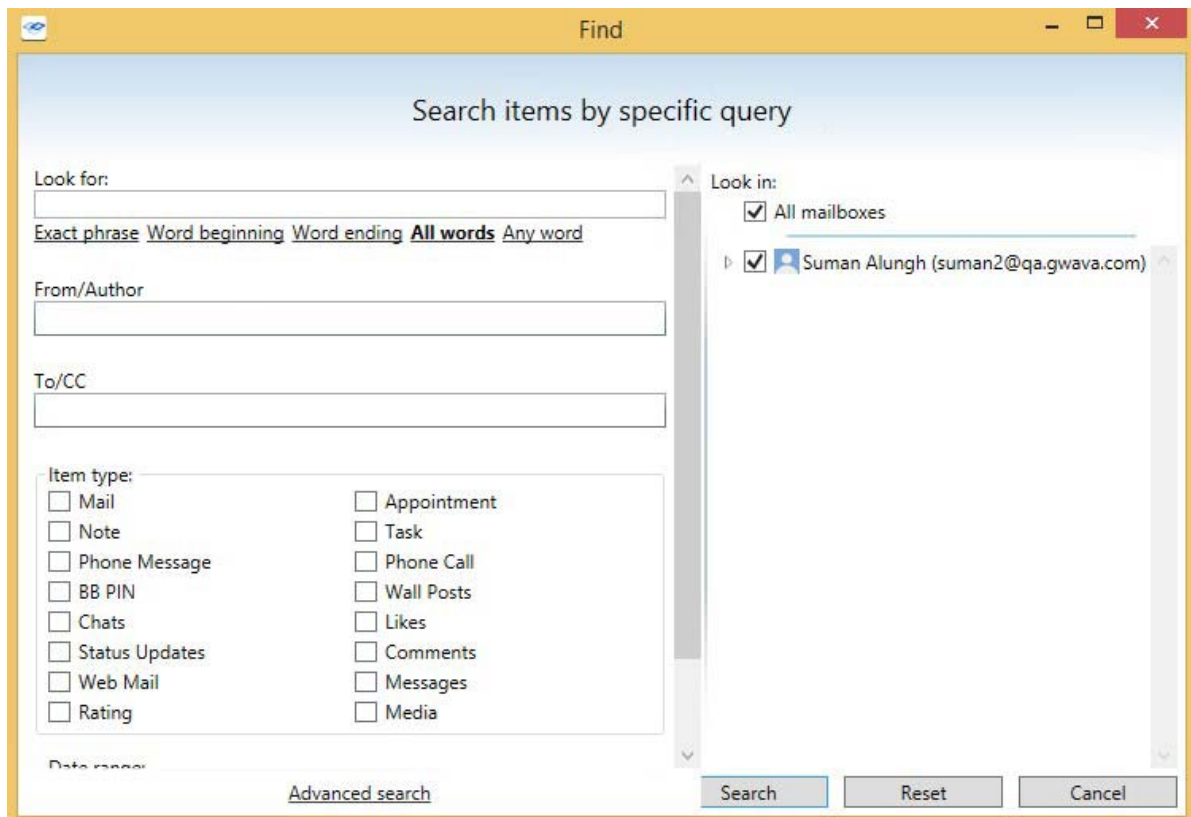 Find
Search items by specific query
Look for:
Exact phrase Word beginning Word ending All words Any word
From/Author
To/CC
Item type:
Mail
Appointment
Note
Task
Phone Message
Phone Call
BB PIN
Wall Posts
Chats
Likes
Status Updates
Comments
Web Mail
Messages
Rating
Media
Date range:
Advanced search
Look in:
All mailboxes
Suman Alungh (suman2@qa.gwava.com)
Search
Reset
Cancel